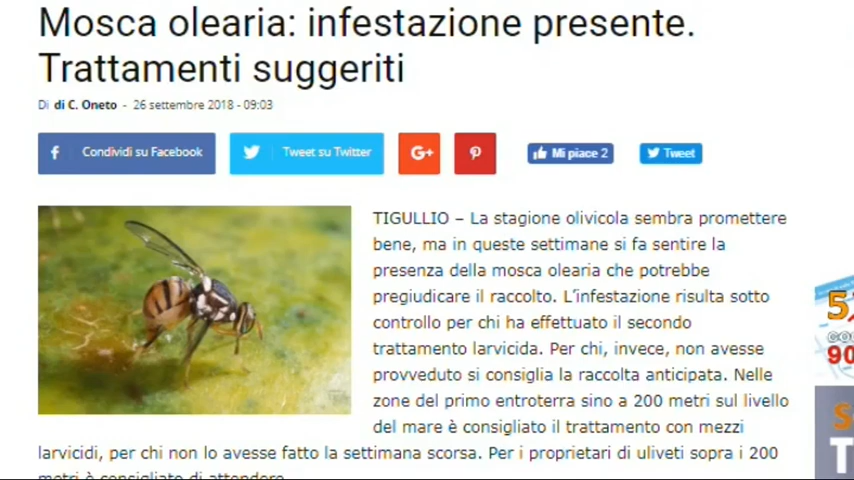 Mosca olearia: infestazione presente.
Trattamenti suggeriti
Di di C. Oneto - 26 settembre 2018 - 09:03
Condividi su Facebook
Tweet su Twitter
G+
Mi piace 2
Tweet
TIGULLIO – La stagione olivicola sembra promettere
bene, ma in queste settimane si fa sentire la
presenza della mosca olearia che potrebbe
pregiudicare il raccolto. L'infestazione risulta sotto
controllo per chi ha effettuato il secondo
trattamento larvicida. Per chi, invece, non avesse
provveduto si consiglia la raccolta anticipata. Nelle
zone del primo entroterra sino a 200 metri sul livello
del mare è consigliato il trattamento con mezzi
larvicidi, per chi non lo avesse fatto la settimana scorsa. Per i proprietari di uliveti sopra i 200
metri è consigliato di attendere
90